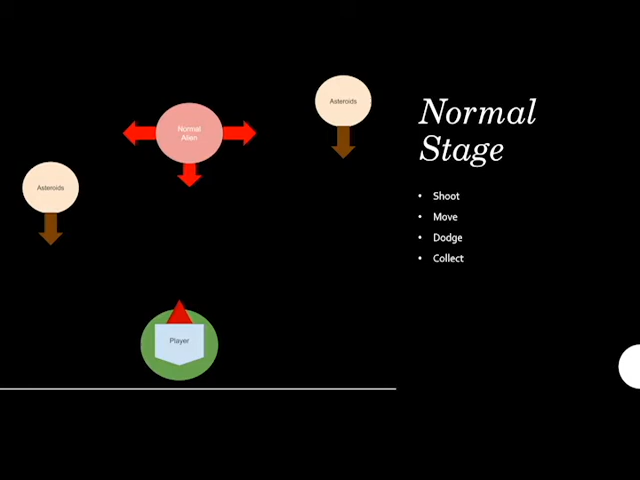 Normal
Stage
• Shoot
• Move
• Dodge
• Collect
Asteroids
Normal
Alien
Asteroids
Player